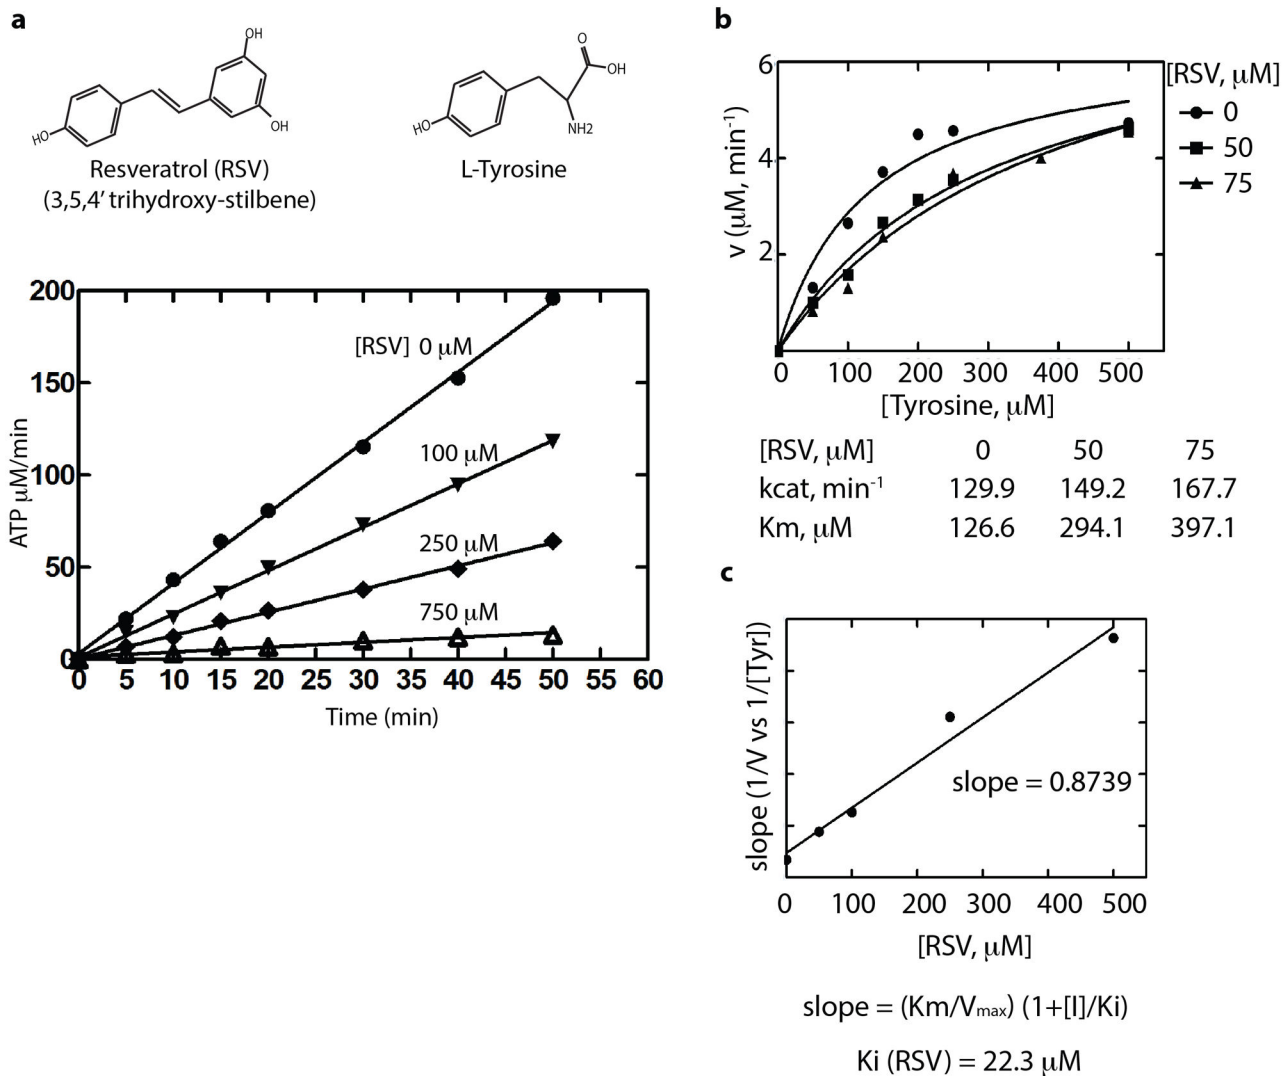 a
OH
HO
OH
Resveratrol (RSV)
(3,5,4′ trihydroxy-stilbene)
O
OH
HO
NH2
L-Tyrosine
200
150
100
50
0
ATP μM/min
[RSV] 0 μM
100 μM
250 μM
750 μM
0 5 10 15 20 25 30 35 40 45 50 55 60
Time (min)
b
6
4
2
v (μM, min-1)
[RSV, μM]
0
50
75
0 100 200 300 400 500
[Tyrosine, μM]
[RSV, μM] 0 50 75
kcat, min-1 129.9 149.2 167.7
Km, μM 126.6 294.1 397.1
c
slope (1/V vs 1/[Tyr])
slope = 0.8739
0 100 200 300 400 500
[RSV, μM]
slope = (Km/Vmax) (1+[I]/Ki)
Ki (RSV) = 22.3 μM